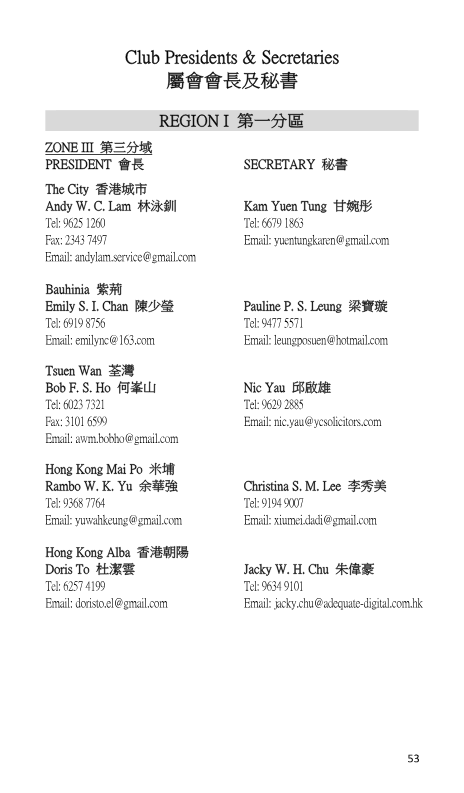 Club Presidents & Secretaries
屬會會長及秘書
REGION I 第一分區
ZONE III 第三分域
PRESIDENT 會長 SECRETARY 秘書
The City 香港城市
Andy W. C. Lam 林泳釧 Kam Yuen Tung 甘婉彤
Tel: 9625 1260 Tel: 6679 1863
Fax: 2343 7497 Email: yuentungkaren@gmail.com
Email: andylam.service@gmail.com
Bauhinia 紫荊
Emily S. I. Chan 陳少瑩 Pauline P. S. Leung 梁寶璇
Tel: 6919 8756 Tel: 9477 5571
Email: emilync@163.com Email: leungposuen@hotmail.com
Tsuen Wan 荃灣
Bob F. S. Ho 何峯山 Nic Yau 邱啟雄
Tel: 6023 7321 Tel: 9629 2885
Fax: 3101 6599 Email: nic.yau@ycsolicitors.com
Email: awm.bobho@gmail.com
Hong Kong Mai Po 米埔
Rambo W. K. Yu 余華強 Christina S. M. Lee 李秀美
Tel: 9368 7764 Tel: 9194 9007
Email: yuwahkeung@gmail.com Email: xiumei.dadi@gmail.com
Hong Kong Alba 香港朝陽
Doris To 杜潔雲 Jacky W. H. Chu 朱偉豪
Tel: 6257 4199 Tel: 9634 9101
Email: doristo.el@gmail.com Email: jacky.chu@adequate-digital.com.hk
53